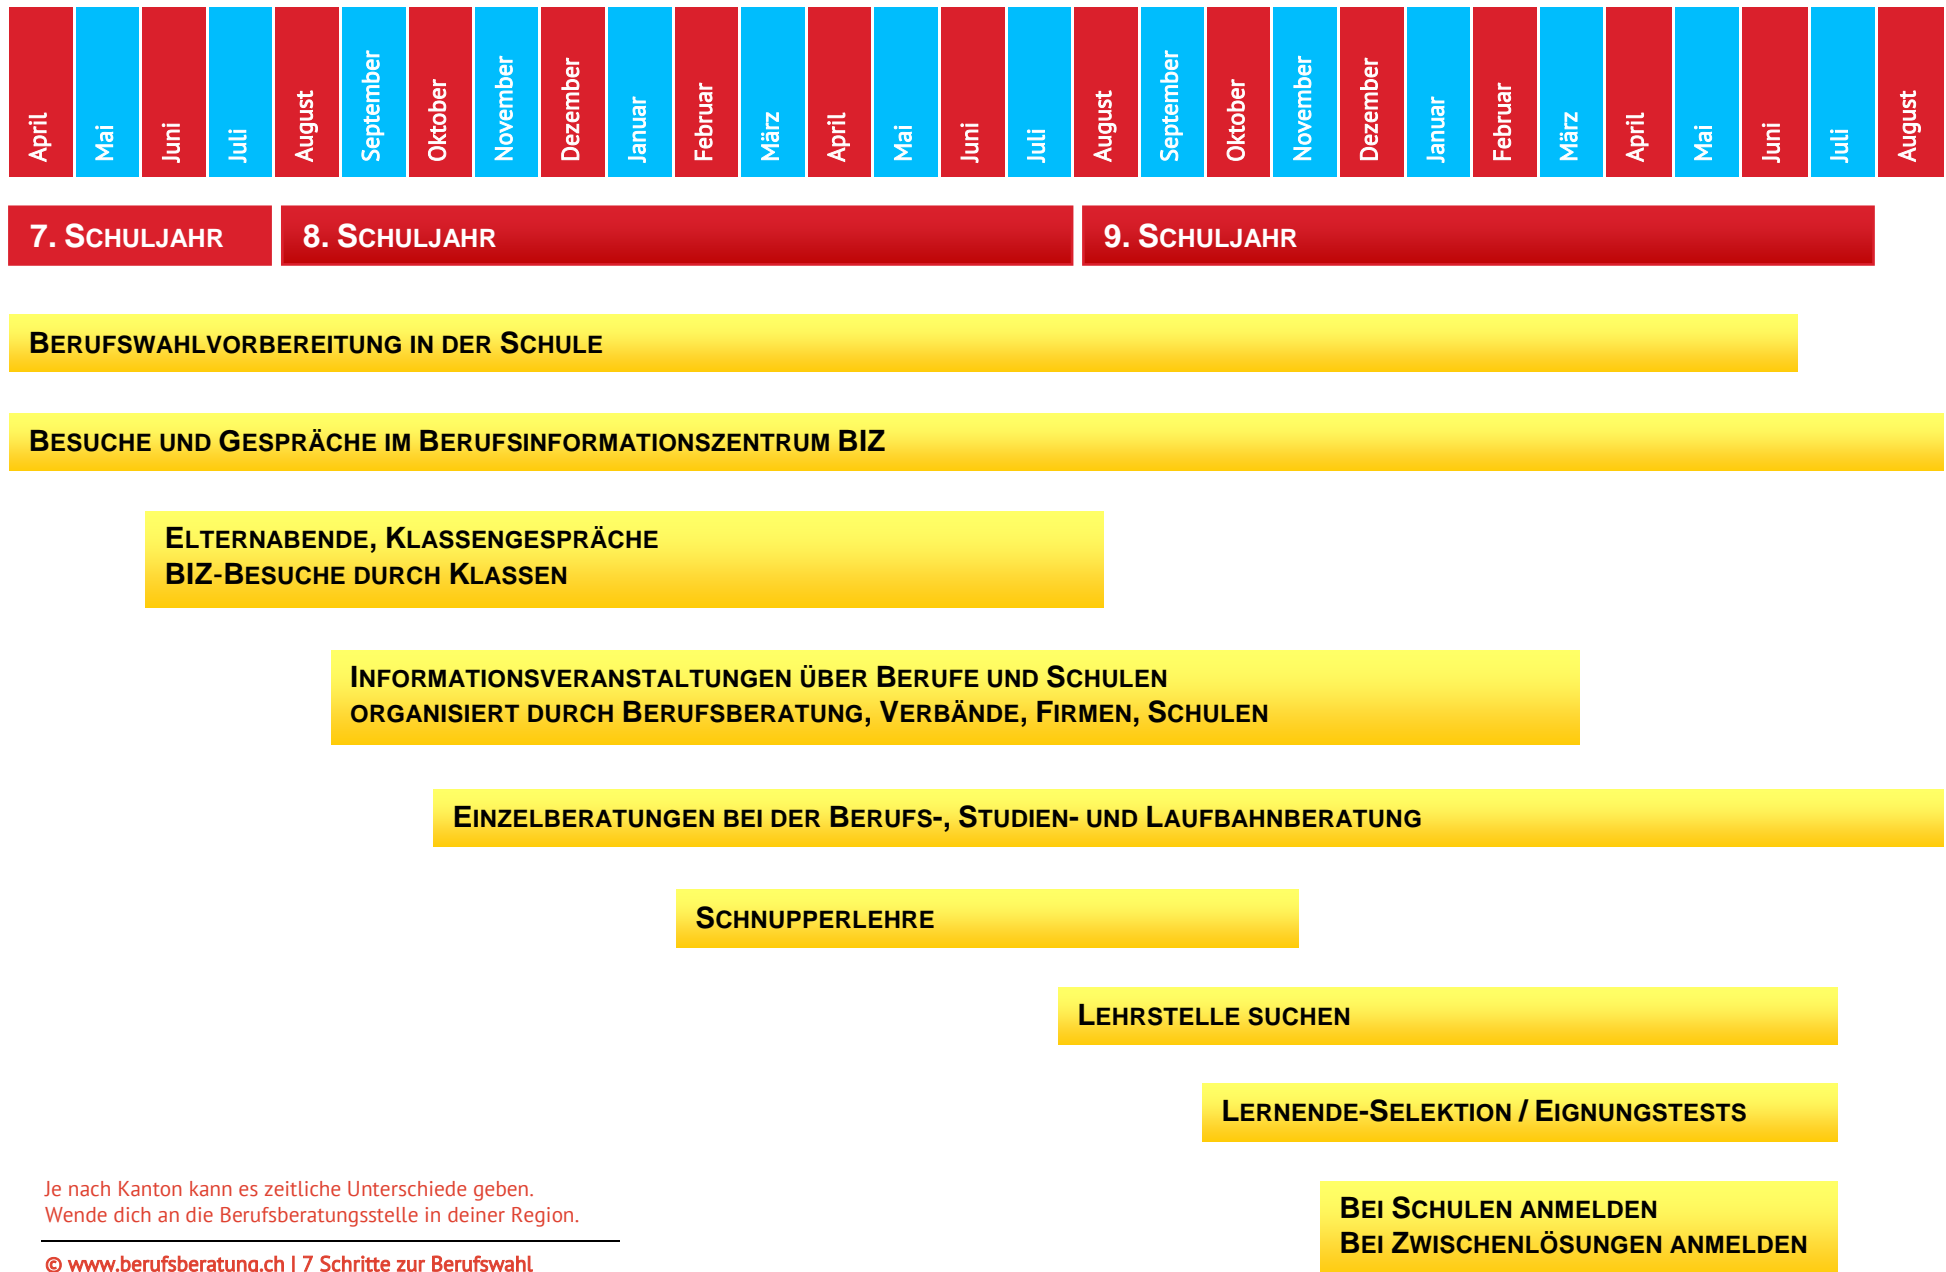 April
Mai
Juni
Juli
August
September
Oktober
November
Dezember
Januar
Februar
März
April
Mai
Juni
Juli
August
September
Oktober
November
Dezember
Januar
Februar
März
April
Mai
Juni
Juli
August
7. SCHULJAHR
8. SCHULJAHR
9. SCHULJAHR
BERUFSWAHLVORBEREITUNG IN DER SCHULE
BESUCHE UND GESPRÄCHE IM BERUFSINFORMATIONSZENTRUM BIZ
ELTERNABENDE, KLASSENGESPRÄCHE
BIZ-BESUCHE DURCH KLASSEN
INFORMATIONSVERANSTALTUNGEN ÜBER BERUFE UND SCHULEN
ORGANISIERT DURCH BERUFSBERATUNG, VERBÄNDE, FIRMEN, SCHULEN
EINZELBERATUNGEN BEI DER BERUFS-, STUDIEN- UND LAUFBAHNBERATUNG
SCHNUPPERLEHRE
LEHRSTELLE SUCHEN
LERNENDE-SELEKTION / EIGNUNGSTESTS
BEI SCHULEN ANMELDEN
BEI ZWISCHENLÖSUNGEN ANMELDEN
Je nach Kanton kann es zeitliche Unterschiede geben.
Wende dich an die Berufsberatungsstelle in deiner Region.
© www.berufsberatung.ch | 7 Schritte zur Berufswahl